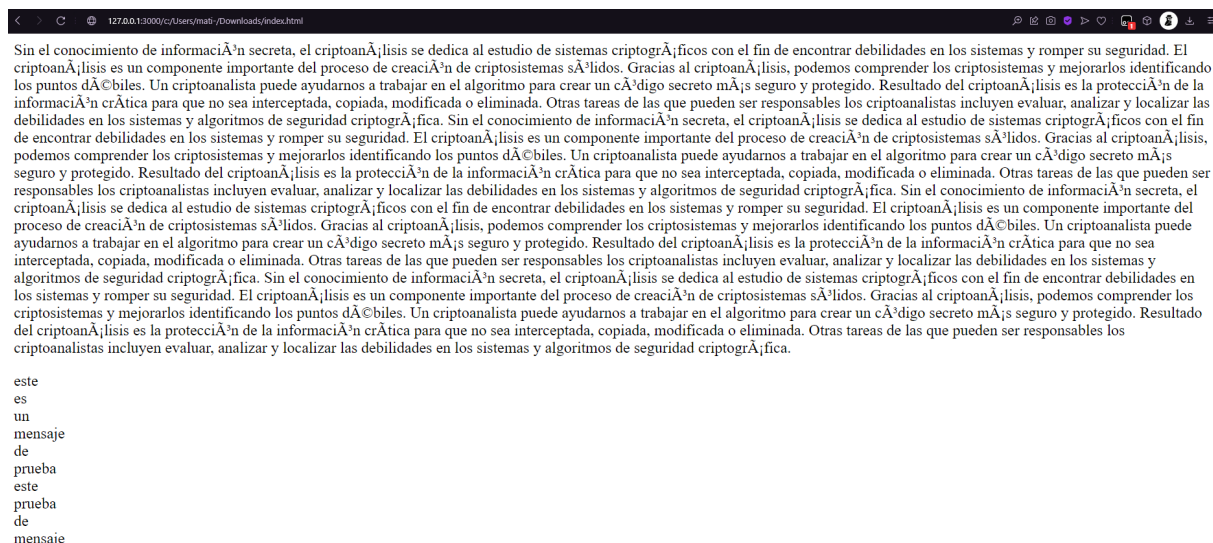 127.0.0.1:3000/c:/Users/mati-/Downloads/index.html
Sin el conocimiento de informaciÃ³n secreta, el criptoanÃ¡lisis se dedica al estudio de sistemas criptogrÃ¡ficos con el fin de encontrar debilidades en los sistemas y romper su seguridad. El
criptoanÃ¡lisis es un componente importante del proceso de creaciÃ³n de criptosistemas sÃ³lidos. Gracias al criptoanÃ¡lisis, podemos comprender los criptosistemas y mejorarlos identificando
los puntos dÃ©biles. Un criptoanalista puede ayudarnos a trabajar en el algoritmo para crear un cÃ³digo secreto mÃ¡s seguro y protegido. Resultado del criptoanÃ¡lisis es la protecciÃ³n de la
informaciÃ³n crÃtica para que no sea interceptada, copiada, modificada o eliminada. Otras tareas de las que pueden ser responsables los criptoanalistas incluyen evaluar, analizar y localizar las
debilidades en los sistemas y algoritmos de seguridad criptogrÃ¡fica. Sin el conocimiento de informaciÃ³n secreta, el criptoanÃ¡lisis se dedica al estudio de sistemas criptogrÃ¡ficos con el fin
de encontrar debilidades en los sistemas y romper su seguridad. El criptoanÃ¡lisis es un componente importante del proceso de creaciÃ³n de criptosistemas sÃ³lidos. Gracias al criptoanÃ¡lisis,
podemos comprender los criptosistemas y mejorarlos identificando los puntos dÃ©biles. Un criptoanalista puede ayudarnos a trabajar en el algoritmo para crear un cÃ³digo secreto mÃ¡s
seguro y protegido. Resultado del criptoanÃ¡lisis es la protecciÃ³n de la informaciÃ³n crÃtica para que no sea interceptada, copiada, modificada o eliminada. Otras tareas de las que pueden ser
responsables los criptoanalistas incluyen evaluar, analizar y localizar las debilidades en los sistemas y algoritmos de seguridad criptogrÃ¡fica. Sin el conocimiento de informaciÃ³n secreta, el
criptoanÃ¡lisis se dedica al estudio de sistemas criptogrÃ¡ficos con el fin de encontrar debilidades en los sistemas y romper su seguridad. El criptoanÃ¡lisis es un componente importante del
proceso de creaciÃ³n de criptosistemas sÃ³lidos. Gracias al criptoanÃ¡lisis, podemos comprender los criptosistemas y mejorarlos identificando los puntos dÃ©biles. Un criptoanalista puede
ayudarnos a trabajar en el algoritmo para crear un cÃ³digo secreto mÃ¡s seguro y protegido. Resultado del criptoanÃ¡lisis es la protecciÃ³n de la informaciÃ³n crÃtica para que no sea
interceptada, copiada, modificada o eliminada. Otras tareas de las que pueden ser responsables los criptoanalistas incluyen evaluar, analizar y localizar las debilidades en los sistemas y
algoritmos de seguridad criptogrÃ¡fica. Sin el conocimiento de informaciÃ³n secreta, el criptoanÃ¡lisis se dedica al estudio de sistemas criptogrÃ¡ficos con el fin de encontrar debilidades en
los sistemas y romper su seguridad. El criptoanÃ¡lisis es un componente importante del proceso de creaciÃ³n de criptosistemas sÃ³lidos. Gracias al criptoanÃ¡lisis, podemos comprender los
criptosistemas y mejorarlos identificando los puntos dÃ©biles. Un criptoanalista puede ayudarnos a trabajar en el algoritmo para crear un cÃ³digo secreto mÃ¡s seguro y protegido. Resultado
del criptoanÃ¡lisis es la protecciÃ³n de la informaciÃ³n crÃtica para que no sea interceptada, copiada, modificada o eliminada. Otras tareas de las que pueden ser responsables los
criptoanalistas incluyen evaluar, analizar y localizar las debilidades en los sistemas y algoritmos de seguridad criptogrÃ¡fica.
este
es
un
mensaje
de
prueba
este
prueba
de
mensaje